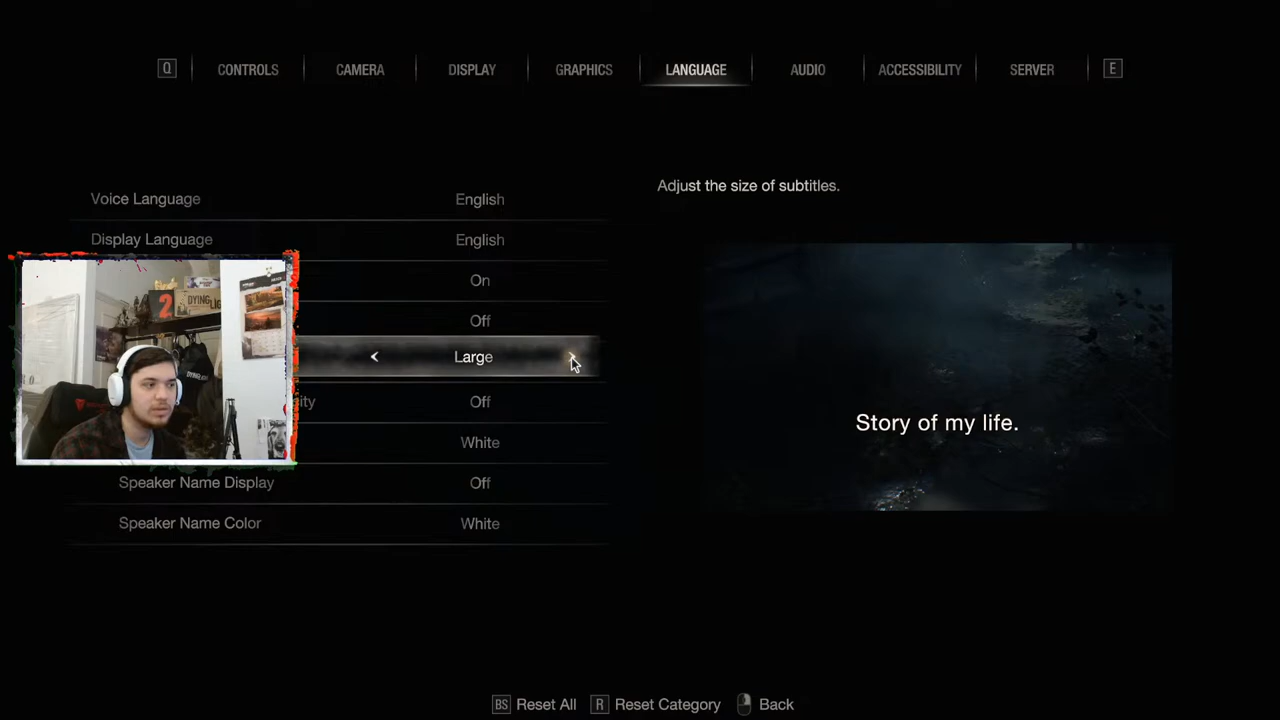 Q CONTROLS CAMERA DISPLAY GRAPHICS LANGUAGE AUDIO ACCESSIBILITY SERVER E
Voice Language English
Adjust the size of subtitles.
Display Language English
On
Off
Large
ity Off
White
Story of my life.
Speaker Name Display Off
Speaker Name Color White
2 DYING
BS Reset All R Reset Category Back